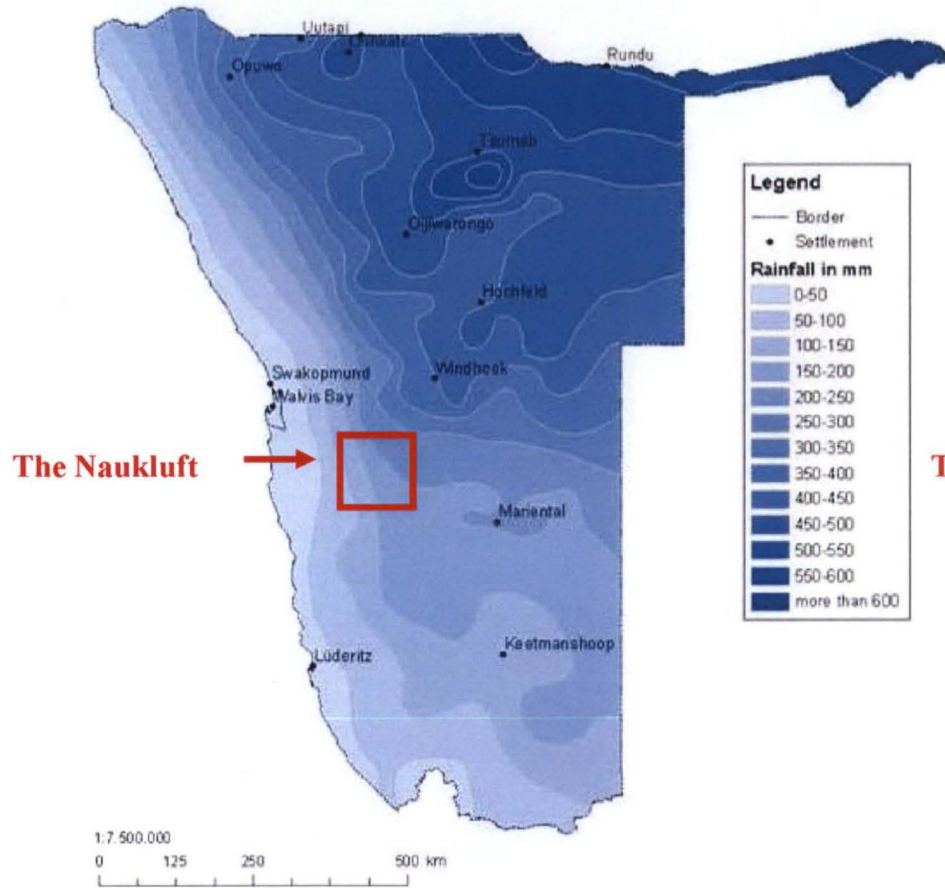 Uutapi
Opuwo
Rundu
Tsumeb
Otjiwarongo
Hochfeld
Windhoek
Swakopmund
Walvis Bay
The Naukluft
Mariental
Keetmanshoop
Lüderitz
Legend
Border
Settlement
Rainfall in mm
0-50
50-100
100-150
150-200
200-250
250-300
300-350
350-400
400-450
450-500
500-550
550-600
more than 600
T
1:7.500.000
0 125 250 500 km